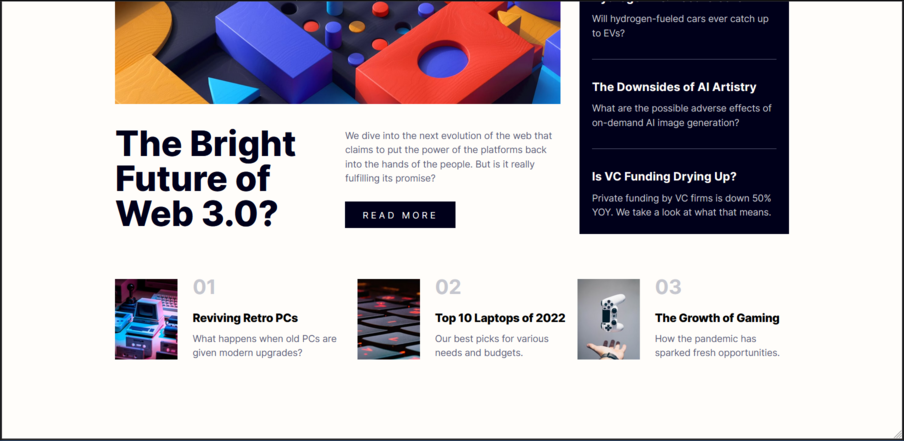 Will hydrogen-fueled cars ever catch up
to EVs?
The Downsides of AI Artistry
What are the possible adverse effects of
on-demand AI image generation?
Is VC Funding Drying Up?
Private funding by VC firms is down 50%
YOY. We take a look at what that means.
The Bright
Future of
Web 3.0?
We dive into the next evolution of the web that
claims to put the power of the platforms back
into the hands of the people. But is it really
fulfilling its promise?
READ MORE
01
Reviving Retro PCs
What happens when old PCs are
given modern upgrades?
02
Top 10 Laptops of 2022
Our best picks for various
needs and budgets.
03
The Growth of Gaming
How the pandemic has
sparked fresh opportunities.